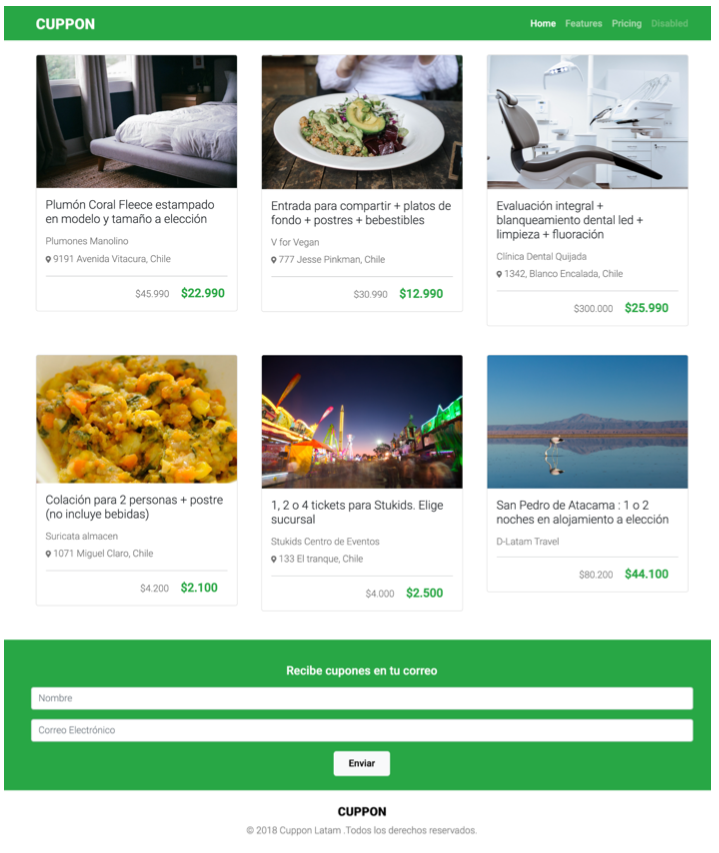 CUPPON
Home Features Pricing Disabled
Plumón Coral Fleece estampado
en modelo y tamaño a elección
Plumones Manolino
9191 Avenida Vitacura, Chile
$45.990 $22.990
Entrada para compartir + platos de
fondo + postres + bebestibles
V for Vegan
777 Jesse Pinkman, Chile
$30.990 $12.990
Evaluación integral +
blanqueamiento dental led +
limpieza + fluoración
Clínica Dental Quijada
1342, Blanco Encalada, Chile
$300.000 $25.990
Colación para 2 personas + postre
(no incluye bebidas)
Suricata almacen
1071 Miguel Claro, Chile
$4.200 $2.100
1, 2 o 4 tickets para Stukids. Elige
sucursal
Stukids Centro de Eventos
133 El tranque, Chile
$4.000 $2.500
San Pedro de Atacama : 1 o 2
noches en alojamiento a elección
D-Latam Travel
$80.200 $44.100
Recibe cupones en tu correo
Nombre
Correo Electrónico
Enviar
CUPPON
© 2018 Cuppon Latam .Todos los derechos reservados.